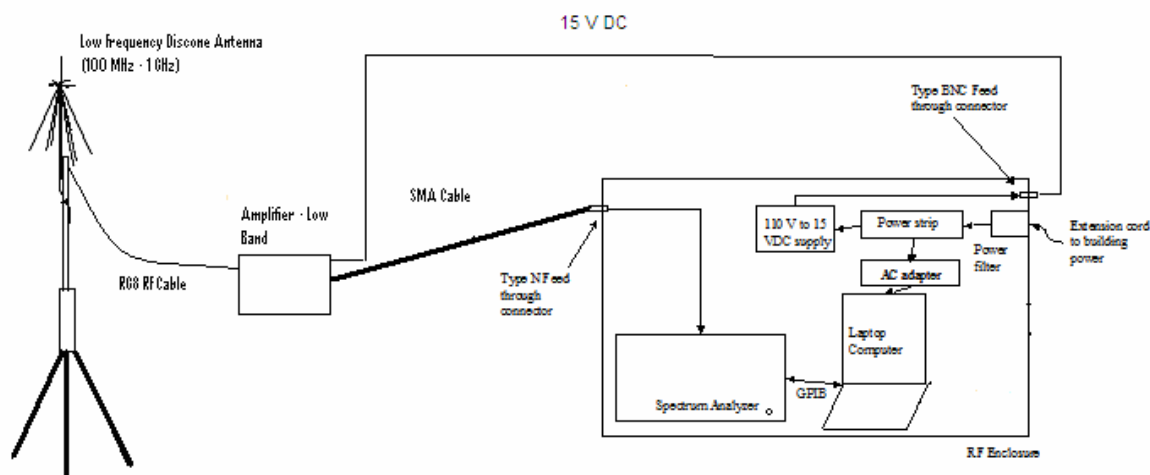 15 V DC
Low Frequency Discone Antenna
(100 MHz - 1 GHz)
Type BNC Feed
through connector
SMA Cable
Amplifier - Low
Band
RG8 RF Cable
Type N Feed
through
connector
110 V to 15
VDC supply
Power strip
Power
filter
Extension cord
to building
power
AC adapter
Laptop
Computer
GPIB
Spectrum Analyzer
RF Enclosure